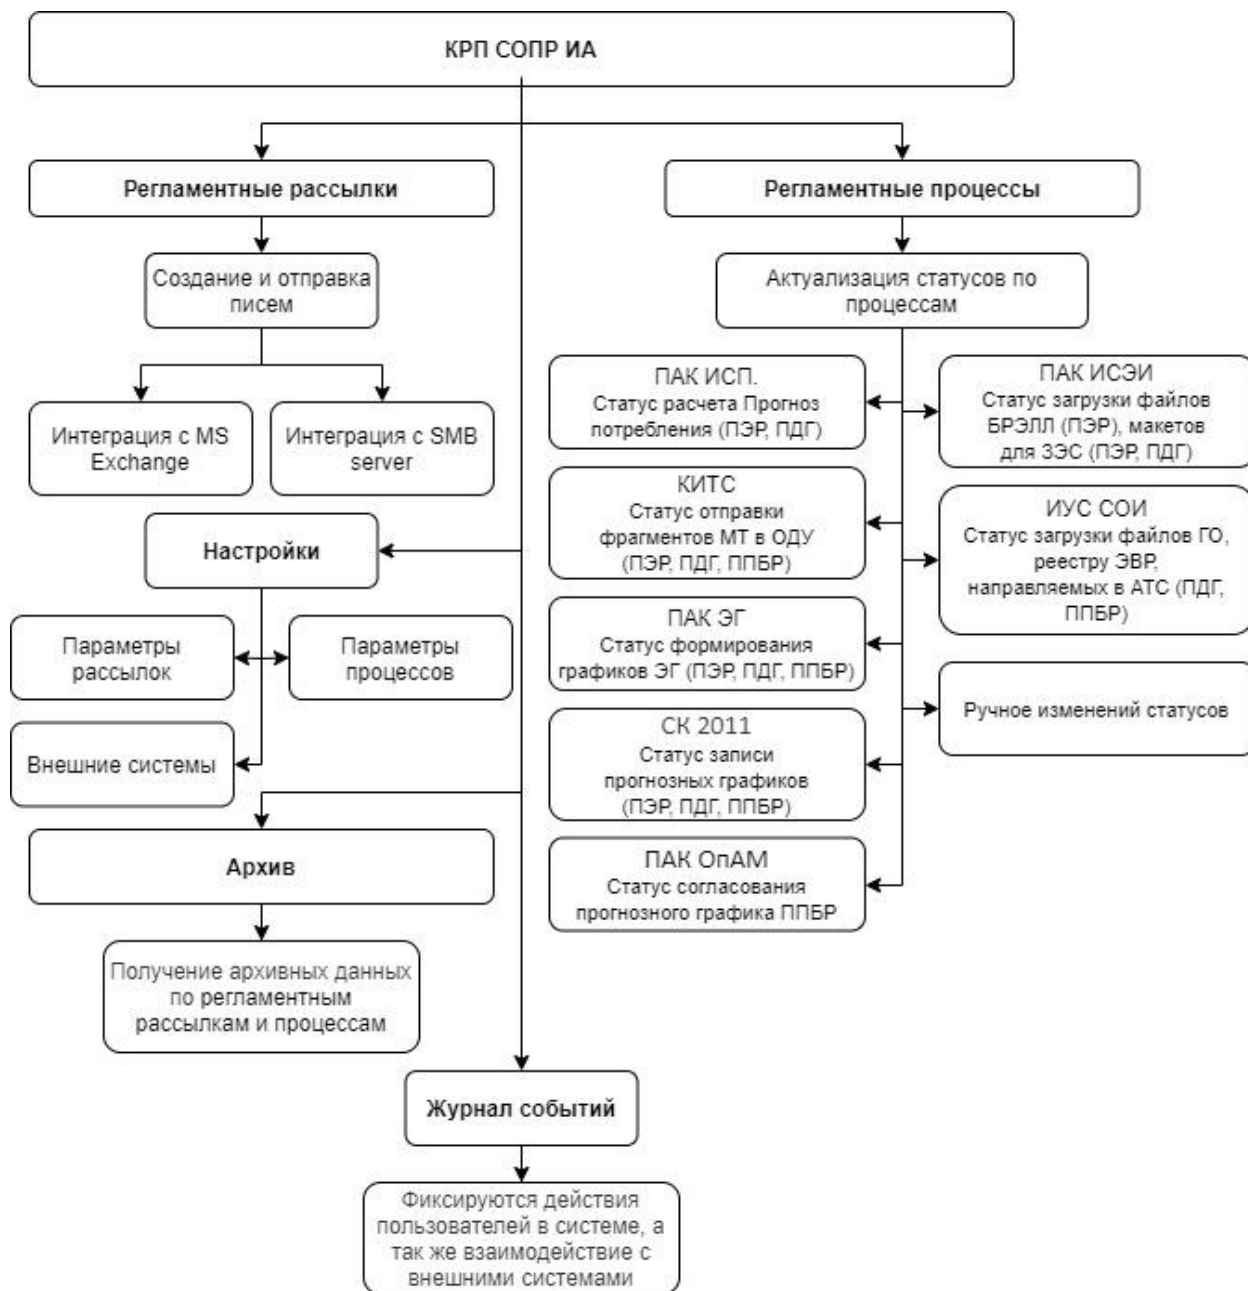 КРП СОПР ИА
Регламентные рассылки
Создание и отправка
писем
Интеграция с MS
Exchange
Интеграция с SMB
server
Настройки
Параметры
рассылок
Параметры
процессов
Внешние системы
Архив
Получение архивных данных
по регламентным
рассылкам и процессам
Регламентные процессы
Актуализация статусов по
процессам
ПАК ИСП.
Статус расчета Прогноз
потребления (ПЭР, ПДГ)
ПАК ИСЭИ
Статус загрузки файлов
БРЭЛЛ (ПЭР), макетов
для ЗЭС (ПЭР, ПДГ)
КИТС
Статус отправки
фрагментов МТ в ОДУ
(ПЭР, ПДГ, ППБР)
ИУС СОИ
Статус загрузки файлов ГО,
реестру ЭВР,
направляемых в АТС (ПДГ,
ППБР)
ПАК ЭГ
Статус формирования
графиков ЭГ (ПЭР, ПДГ, ППБР)
Ручное изменений статусов
СК 2011
Статус записи
прогнозных графиков
(ПЭР, ПДГ, ППБР)
ПАК ОпАМ
Статус согласования
прогнозного графика ППБР
Журнал событий
Фиксируются действия
пользователей в системе, а
так же взаимодействие с
внешними системами